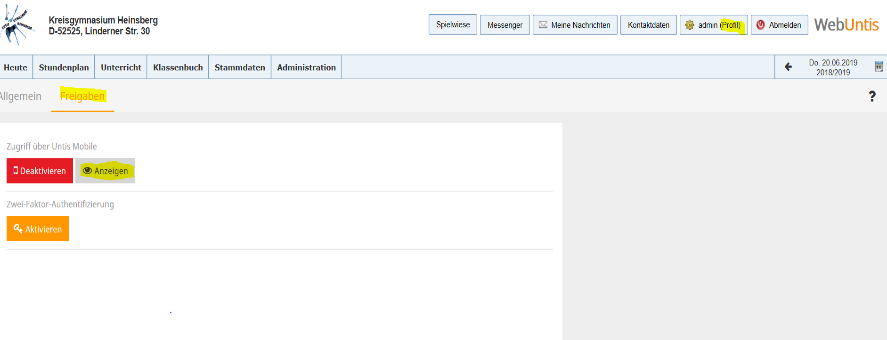 Kreisgymnasium Heinsberg
D-52525, Linderner Str. 30
Spielwiese Messenger Meine Nachrichten Kontaktdaten admin (Profil) Abmelden WebUntis
Heute Stundenplan Unterricht Klassenbuch Stammdaten Administration
Do. 20.06.2019
2018/2019
Allgemein Freigaben ?
Zugriff über Untis Mobile
Deaktivieren Anzeigen
Zwei-Faktor-Authentifizierung
Aktivieren